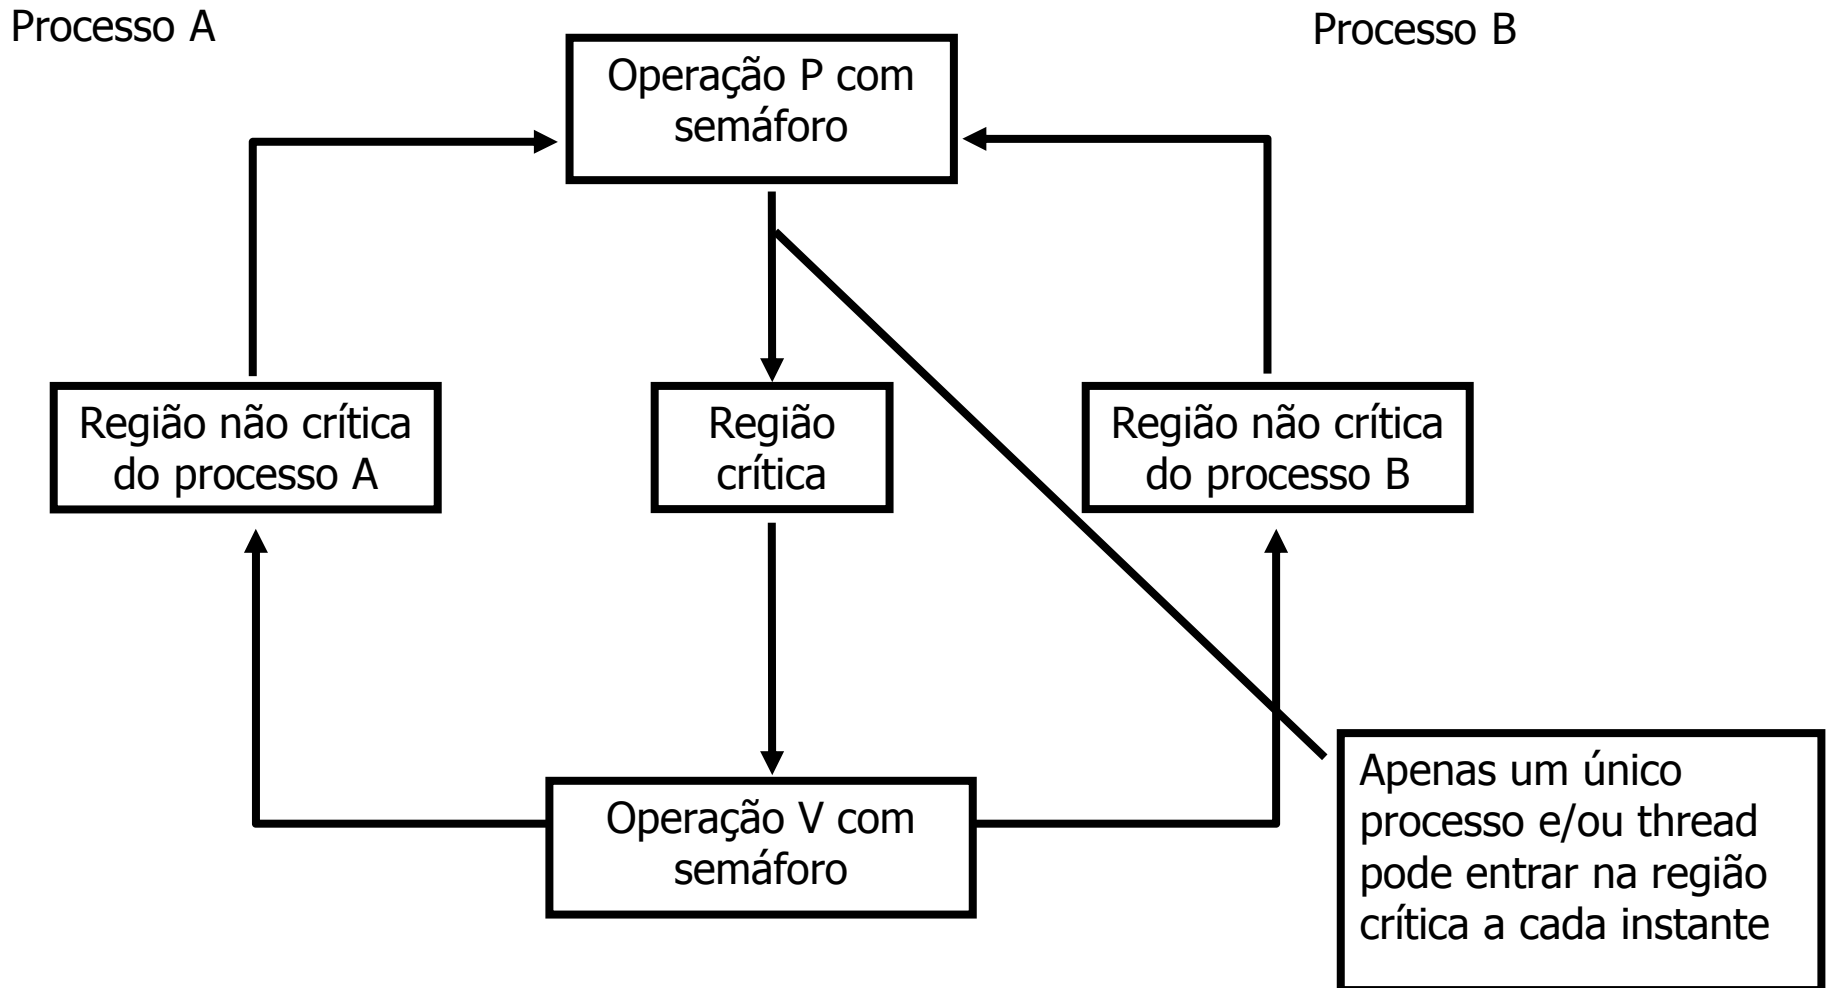 Processo A
Processo B
Operação P com
semáforo
Região não crítica
do processo A
Região
crítica
Região não crítica
do processo B
Operação V com
semáforo
Apenas um único
processo e/ou thread
pode entrar na região
crítica a cada instante